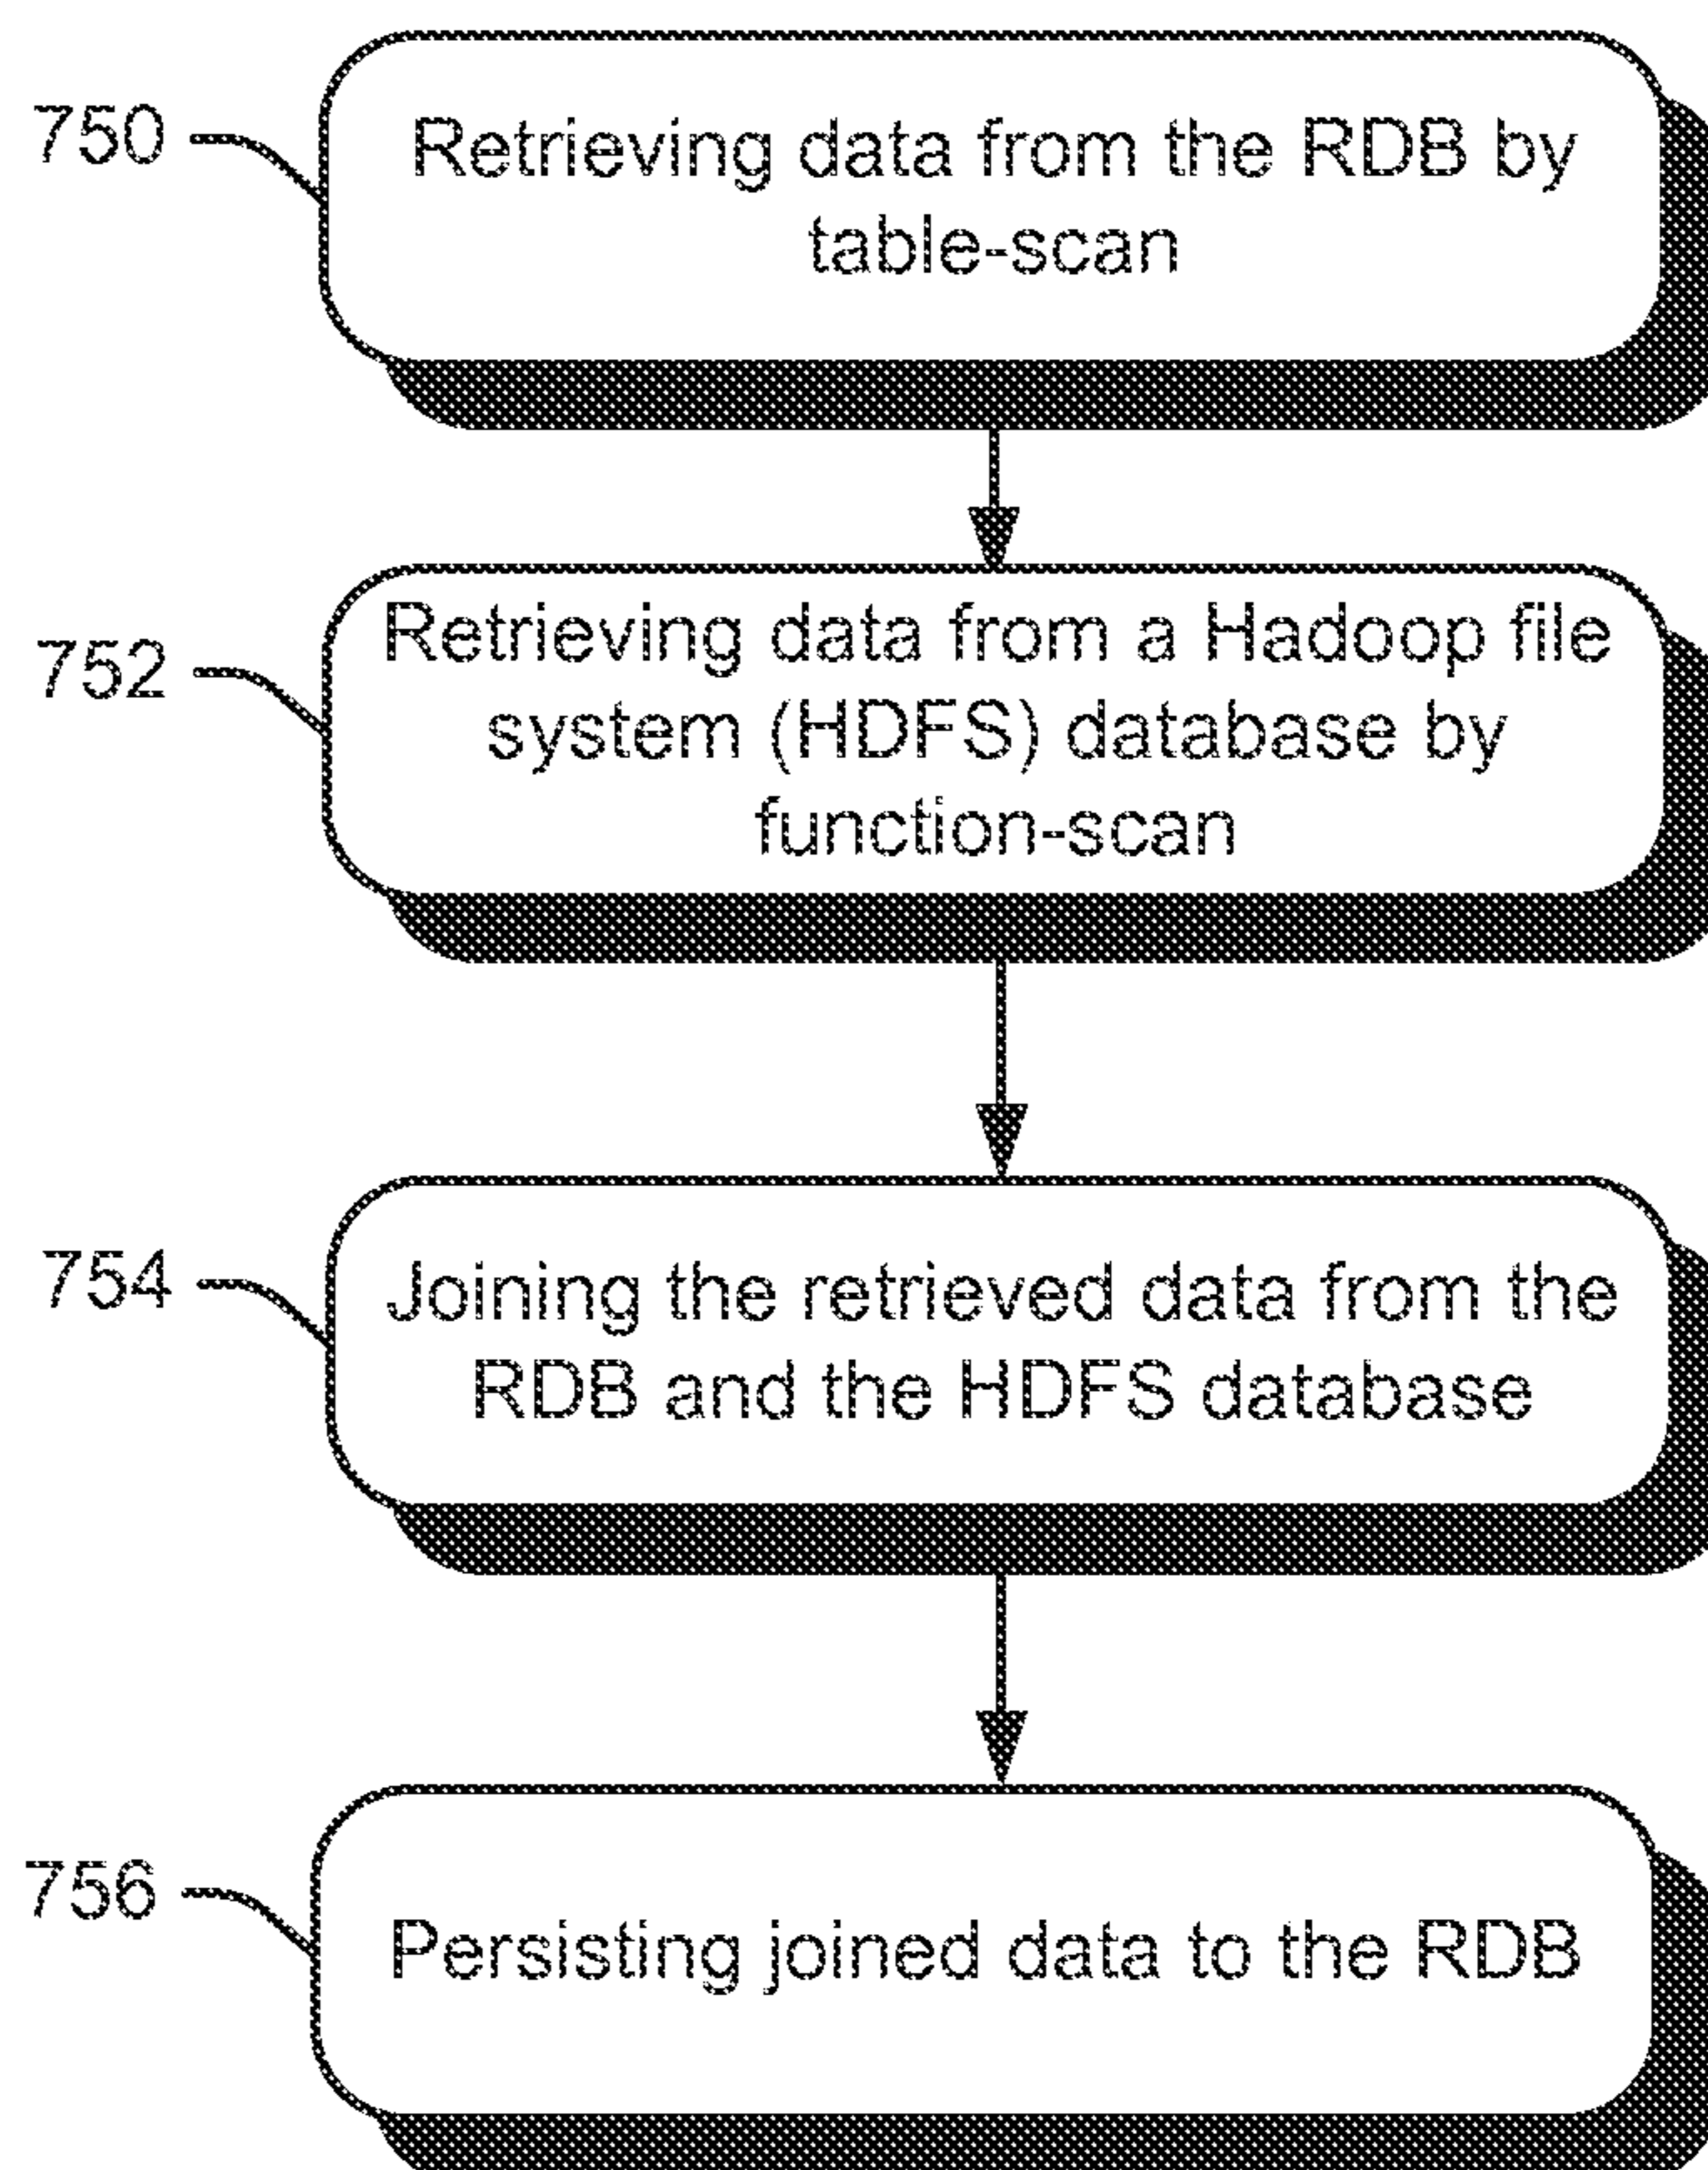 750
Retrieving data from the RDB by
table-scan
752
Retrieving data from a Hadoop file
system (HDFS) database by
function-scan
754
Joining the retrieved data from the
RDB and the HDFS database
756
Persisting joined data to the RDB